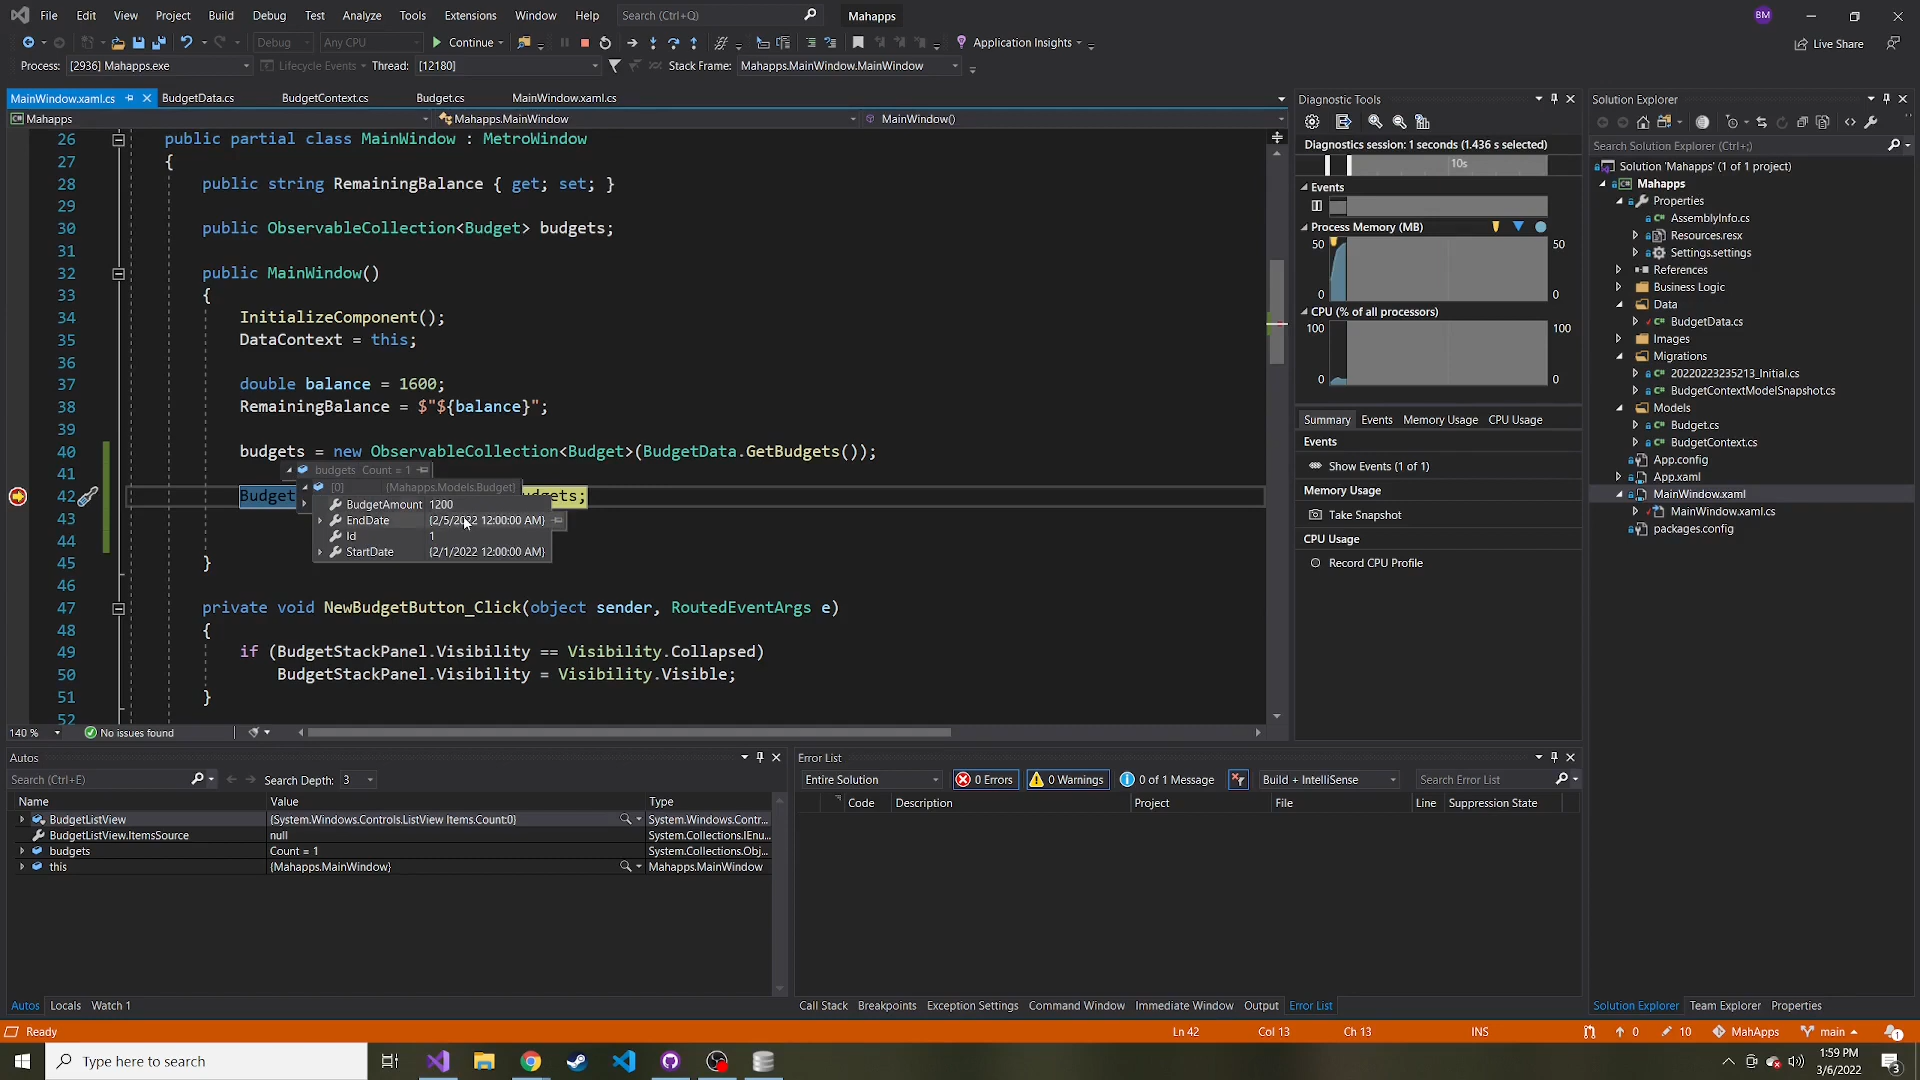 File Edit View Project Build Debug Test Analyze Tools Extensions Window Help Search (Ctrl+Q) Mahapps BM
Debug Any CPU Continue Application Insights Live Share
Process: [2936] Mahapps.exe Lifecycle Events Thread: [12180] Stack Frame: Mahapps.MainWindow.MainWindow
MainWindow.xaml.cs BudgetData.cs BudgetContext.cs Budget.cs MainWindow.xaml.cs
Mahapps Mahapps.MainWindow MainWindow()
26 public partial class MainWindow : MetroWindow
27 {
28 public string RemainingBalance { get; set; }
29
30 public ObservableCollection<Budget> budgets;
31
32 public MainWindow()
33 {
34 InitializeComponent();
35 DataContext = this;
36
37 double balance = 1600;
38 RemainingBalance = $"${balance}";
39
40 budgets = new ObservableCollection<Budget>(BudgetData.GetBudgets());
41
budgets Count = 1
[0] {Mahapps.Models.Budget}
42 Budget
BudgetAmount 1200
EndDate {2/5/2022 12:00:00 AM}
Id 1
StartDate {2/1/2022 12:00:00 AM}
43
44
45 }
46
47 private void NewBudgetButton_Click(object sender, RoutedEventArgs e)
48 {
49 if (BudgetStackPanel.Visibility == Visibility.Collapsed)
50 BudgetStackPanel.Visibility = Visibility.Visible;
51 }
52
140 % No issues found
Diagnostic Tools
Diagnostics session: 1 seconds (1.436 s selected)
10s
Events
Process Memory (MB)
50 50
0 0
CPU (% of all processors)
100 100
0 0
Summary Events Memory Usage CPU Usage
Events
Show Events (1 of 1)
Memory Usage
Take Snapshot
CPU Usage
Record CPU Profile
Solution Explorer
Search Solution Explorer (Ctrl+;)
Solution 'Mahapps' (1 of 1 project)
Mahapps
Properties
AssemblyInfo.cs
Resources.resx
Settings.settings
References
Business Logic
Data
BudgetData.cs
Images
Migrations
20220223235213_Initial.cs
BudgetContextModelSnapshot.cs
Models
Budget.cs
BudgetContext.cs
App.config
App.xaml
MainWindow.xaml
MainWindow.xaml.cs
packages.config
Autos
Search (Ctrl+E) Search Depth: 3
Name Value Type
BudgetListView {System.Windows.Controls.ListView Items.Count:0} System.Windows.Contr...
BudgetListView.ItemsSource null System.Collections.IEnu...
budgets Count = 1 System.Collections.Obj...
this {Mahapps.MainWindow} Mahapps.MainWindow
Autos Locals Watch 1
Error List
Entire Solution 0 Errors 0 Warnings 0 of 1 Message Build + IntelliSense Search Error List
Code Description Project File Line Suppression State
Call Stack Breakpoints Exception Settings Command Window Immediate Window Output Error List
Solution Explorer Team Explorer Properties
Ready Ln 42 Col 13 Ch 13 INS 0 10 MahApps main 1
Type here to search 1:59 PM
3/6/2022 3